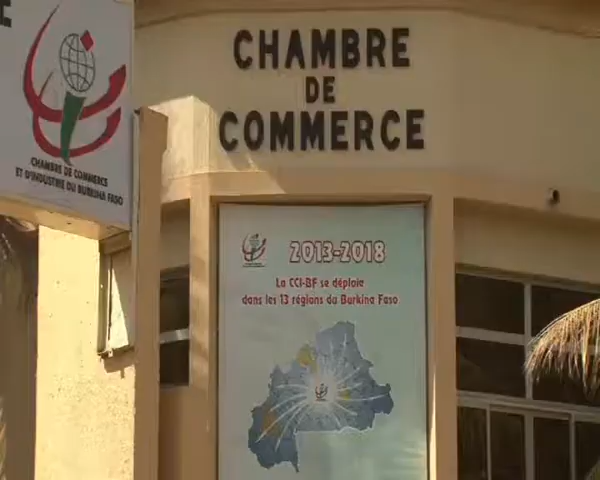 CHAMBRE
DE
COMMERCE
CHAMBRE DE COMMERCE
ET D'INDUSTRIE DU BURKINA FASO
2013-2018
La CCI-BF se déploie
dans les 13 régions du Burkina Faso